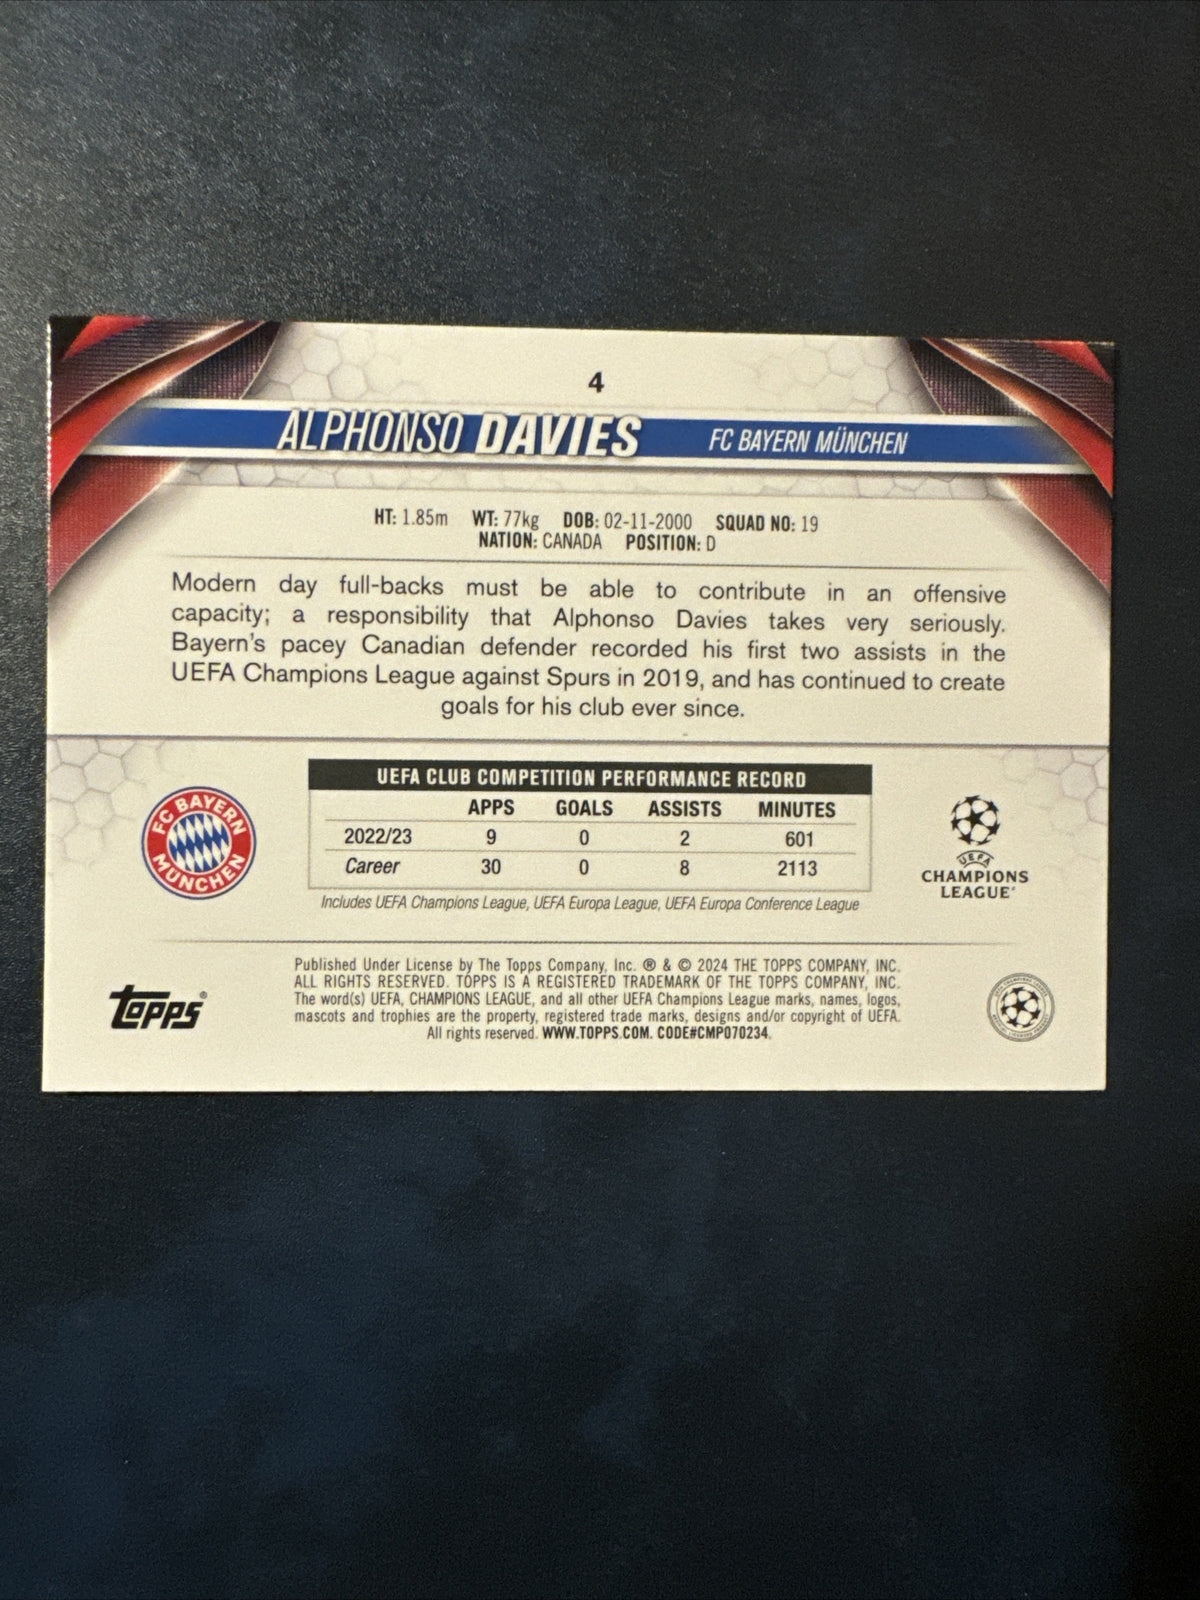 4
ALPHONSO DAVIES FC BAYERN MÜNCHEN
HT: 1.85m WT: 77kg DOB: 02-11-2000 SQUAD NO: 19
NATION: CANADA POSITION: D
Modern day full-backs must be able to contribute in an offensive
capacity; a responsibility that Alphonso Davies takes very seriously.
Bayern's pacey Canadian defender recorded his first two assists in the
UEFA Champions League against Spurs in 2019, and has continued to create
goals for his club ever since.
FC BAYERN
MÜNCHEN
UEFA CLUB COMPETITION PERFORMANCE RECORD
APPS GOALS ASSISTS MINUTES
2022/23 9 0 2 601
Career 30 0 8 2113
Includes UEFA Champions League, UEFA Europa League, UEFA Europa Conference League
UEFA
CHAMPIONS
LEAGUE®
TOPPS®
Published Under License by The Topps Company, Inc. ® & © 2024 THE TOPPS COMPANY, INC.
ALL RIGHTS RESERVED. TOPPS IS A REGISTERED TRADEMARK OF THE TOPPS COMPANY, INC.
The word(s) UEFA, CHAMPIONS LEAGUE, and all other UEFA Champions League marks, names, logos,
mascots and trophies are the property, registered trade marks, designs and/or copyright of UEFA.
All rights reserved. WWW.TOPPS.COM. CODE#CMP070234.